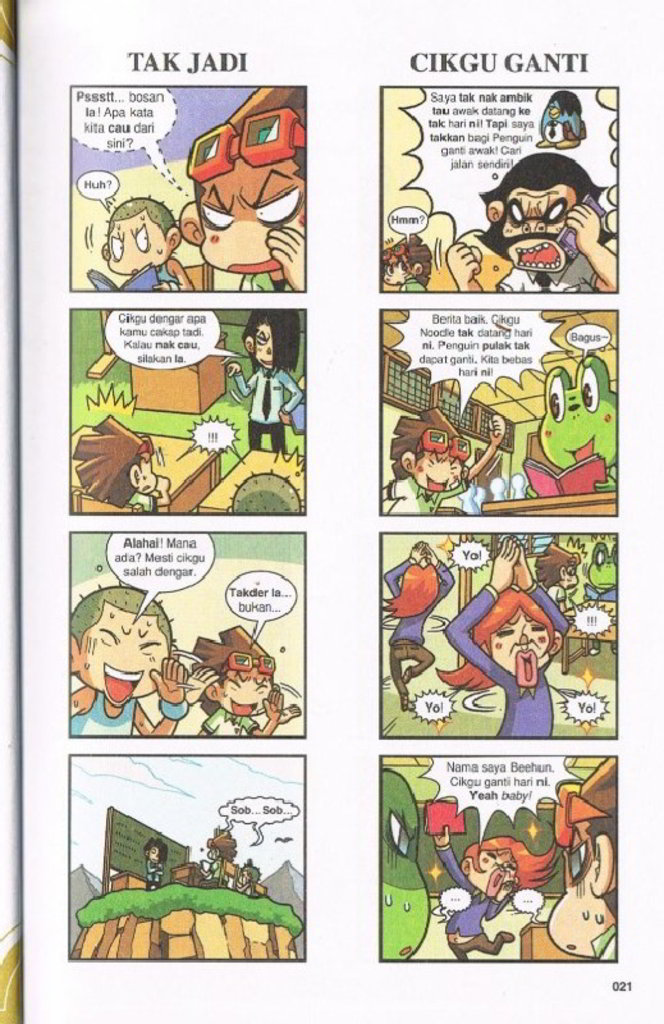 TAK JADI
Pssstt... bosan
la! Apa kata
kita cau dari
sini?
Huh?
Cikgu dengar apa
kamu cakap tadi.
Kalau nak cau,
silakan la.
!!!
Alahai! Mana
ada? Mesti cikgu
salah dengar.
Takder la...
bukan...
Sob... Sob...
CIKGU GANTI
Saya tak nak ambik
tau awak datang ke
tak hari ni! Tapi saya
takkan bagi Penguin
ganti awak! Cari
jalan sendiri!
Hmm?
Berita baik. Cikgu
Noodle tak datang hari
ni. Penguin pulak tak
dapat ganti. Kita bebas
hari ni!
Bagus~
Yo!
!!!
Yo!
Yo!
Nama saya Beehun.
Cikgu ganti hari ni.
Yeah baby!
...
...
021